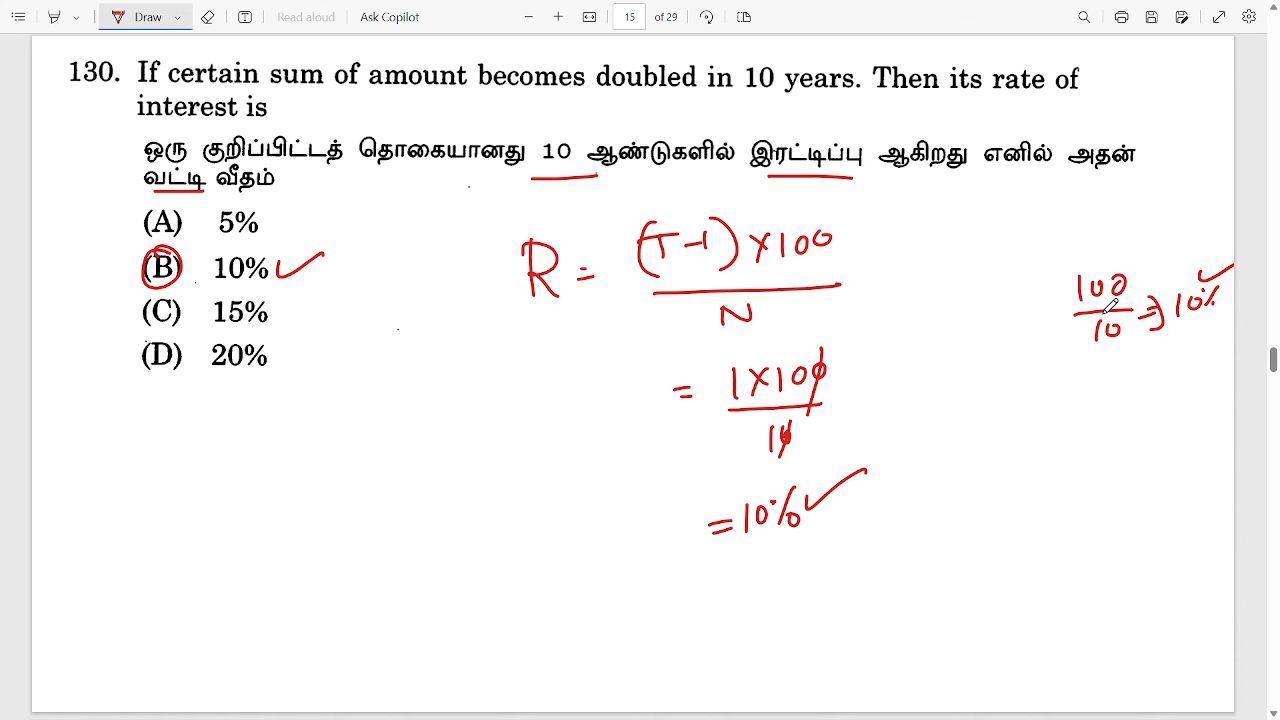 Draw
Read aloud
Ask Copilot
15
of 29
130. If certain sum of amount becomes doubled in 10 years. Then its rate of
interest is
ஒரு குறிப்பிட்டத் தொகையானது 10 ஆண்டுகளில் இரட்டிப்பு ஆகிறது எனில் அதன்
வட்டி வீதம்
(A) 5%
(B) 10%
(C) 15%
(D) 20%
R = (T-1) × 100
N
= 1 × 100
10
= 10%
100
10
⇒ 10%